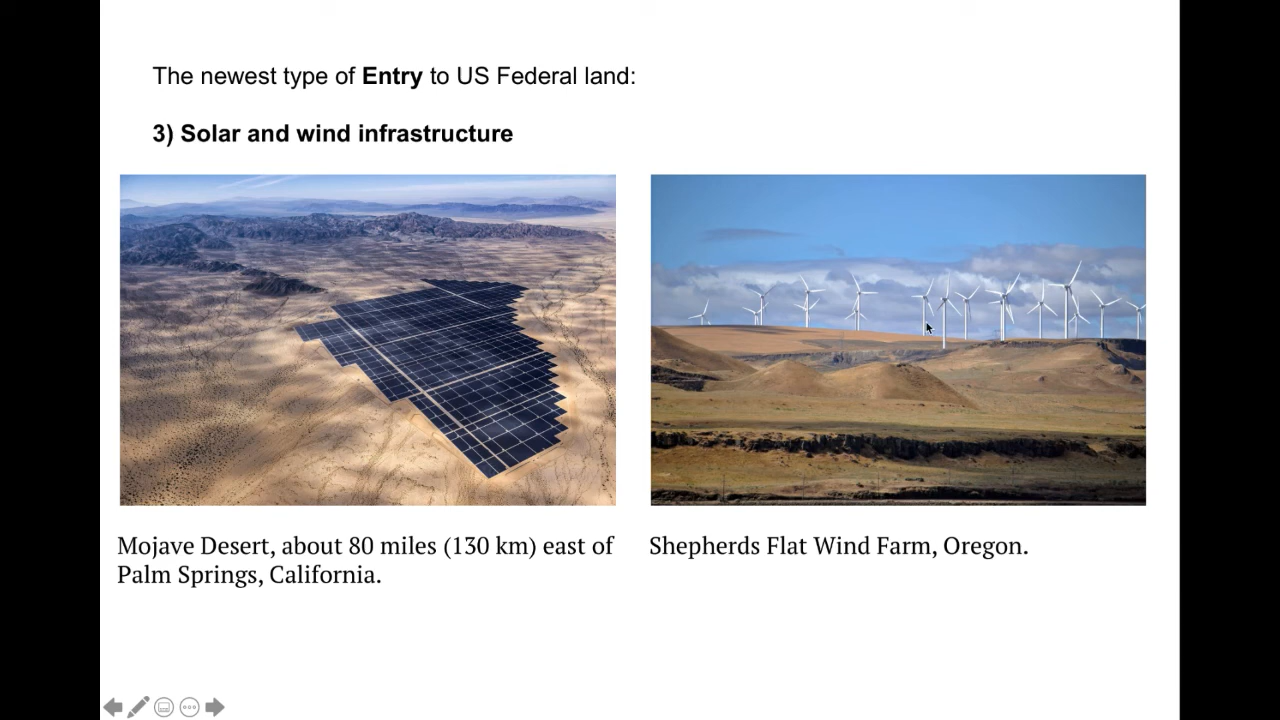 The newest type of Entry to US Federal land:
3) Solar and wind infrastructure
Mojave Desert, about 80 miles (130 km) east of
Palm Springs, California.
Shepherds Flat Wind Farm, Oregon.